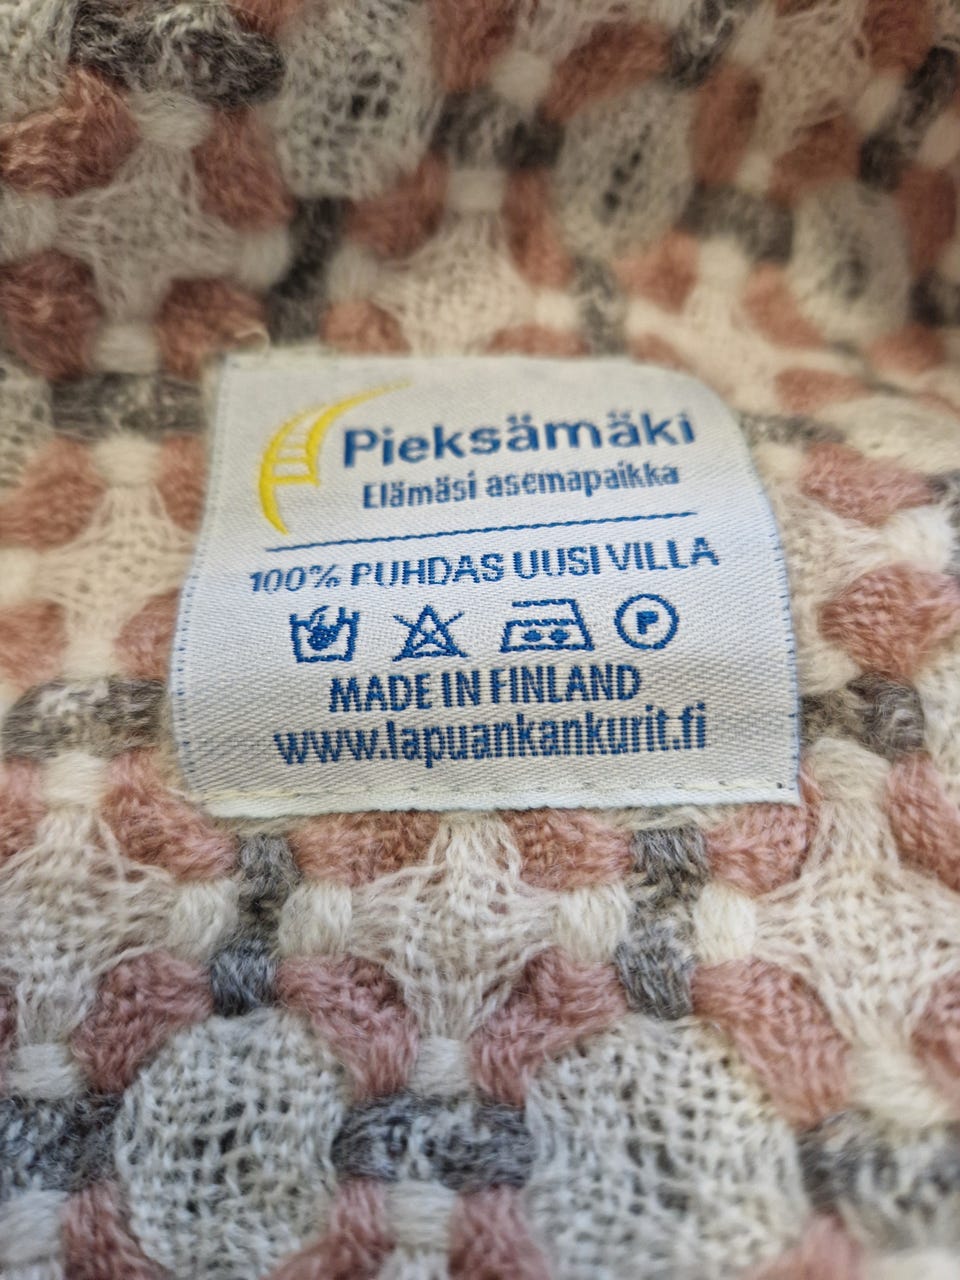 Pieksämäki
Elämäsi asemapaikka
100% PUHDAS UUSI VILLA
P
MADE IN FINLAND
www.lapuankankurit.fi